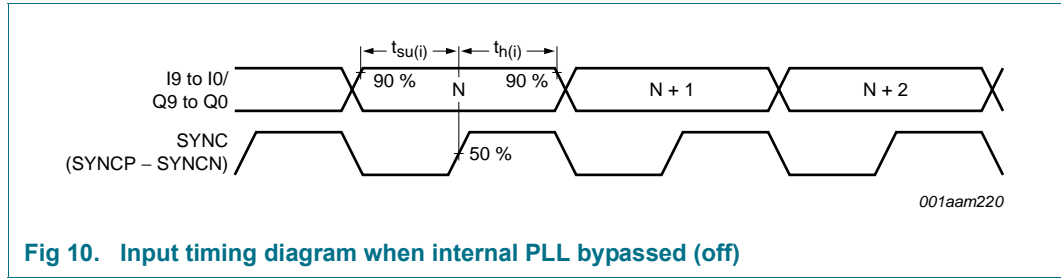 tsu(i) th(i)
I9 to I0/
Q9 to Q0
90 % N 90 % N + 1 N + 2
SYNC
(SYNCP − SYNCN)
50 %
001aam220
Fig 10. Input timing diagram when internal PLL bypassed (off)